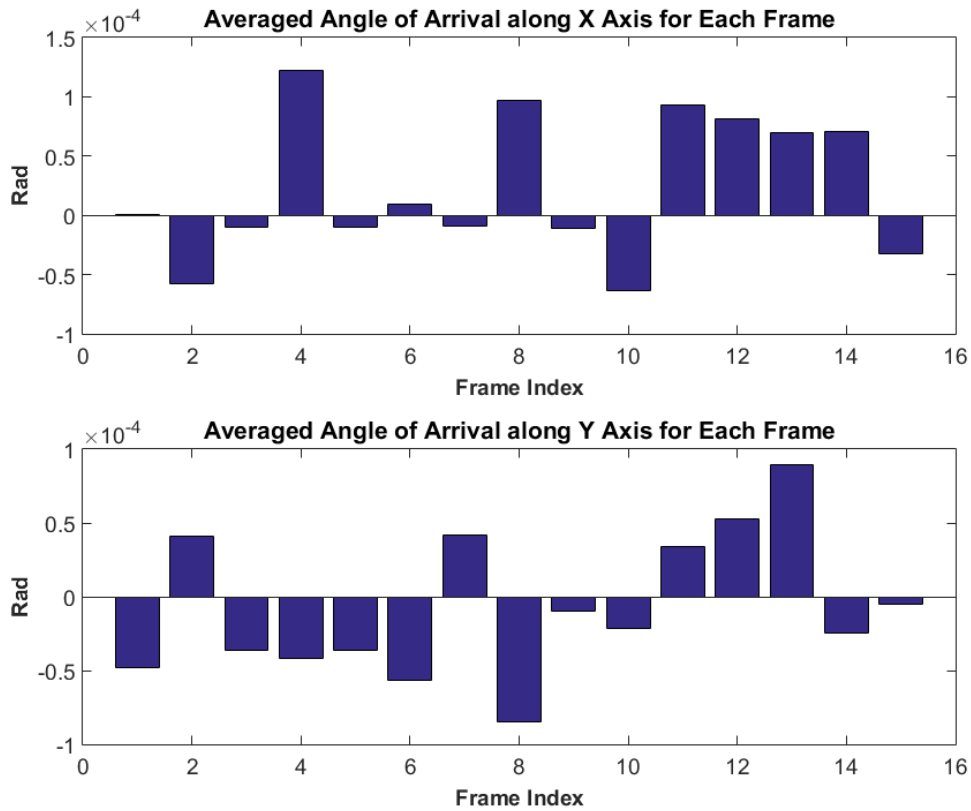 Averaged Angle of Arrival along X Axis for Each Frame
×10-4
1.5
1
0.5
0
-0.5
-1
Rad
0 2 4 6 8 10 12 14 16
Frame Index
Averaged Angle of Arrival along Y Axis for Each Frame
×10-4
1
0.5
0
-0.5
-1
Rad
0 2 4 6 8 10 12 14 16
Frame Index